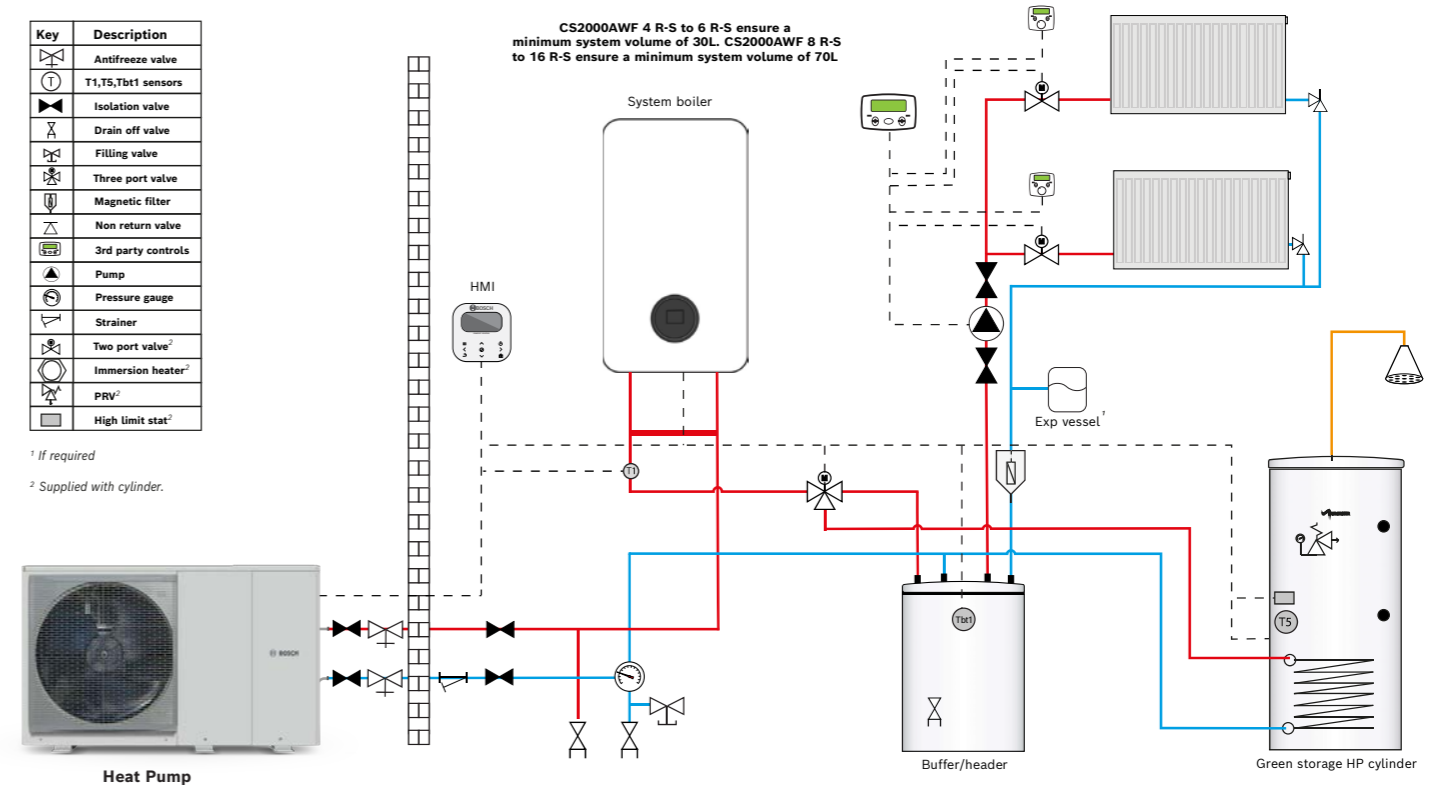 CS2000AWF 4 R-S to 6 R-S ensure a
minimum system volume of 30L. CS2000AWF 8 R-S
to 16 R-S ensure a minimum system volume of 70L
Key Description
Antifreeze valve
T T1,T5,Tbt1 sensors
Isolation valve
Drain off valve
Filling valve
Three port valve
Magnetic filter
Non return valve
3rd party controls
Pump
Pressure gauge
Strainer
Two port valve²
Immersion heater²
PRV²
High limit stat²
¹ If required
² Supplied with cylinder.
System boiler
HMI
BOSCH
T1
Exp vessel¹
Tbt1
T5
BOSCH
Heat Pump
Buffer/header
Green storage HP cylinder